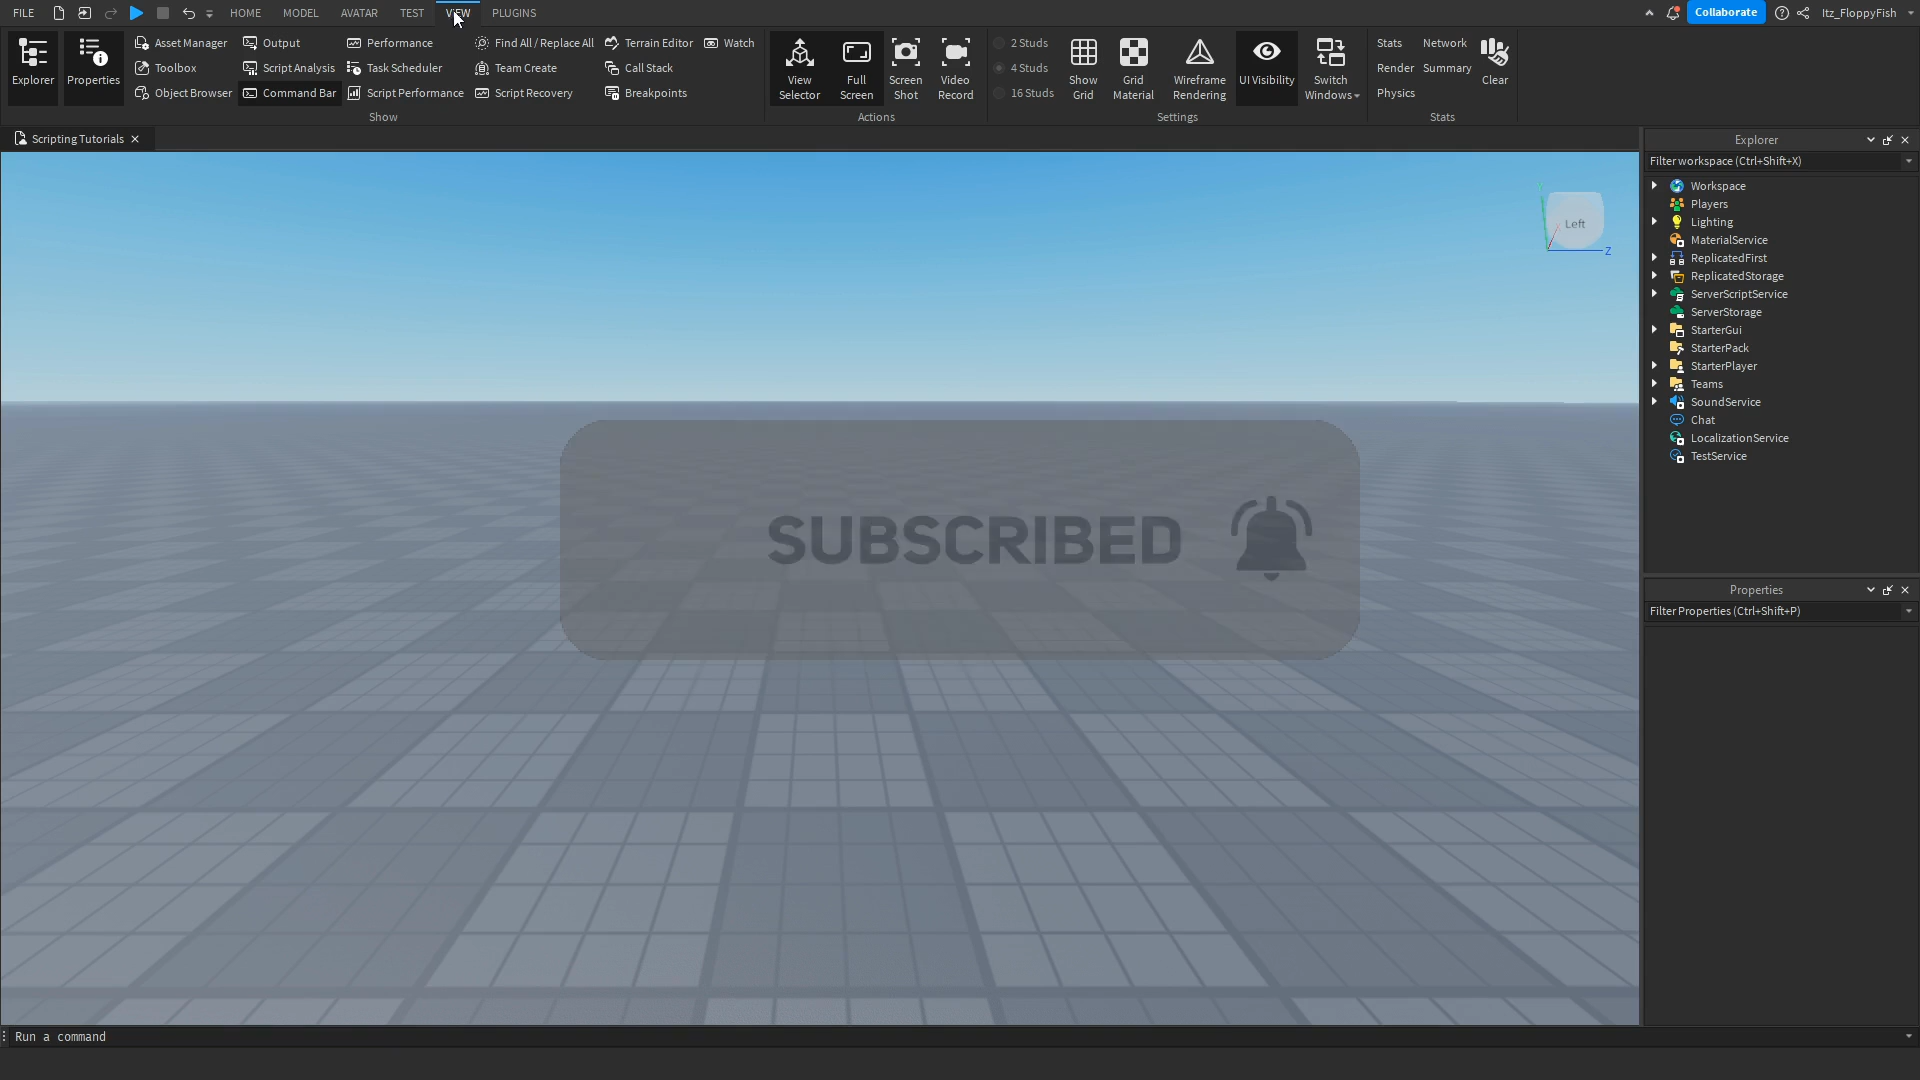 FILE HOME MODEL AVATAR TEST VIEW PLUGINS Collaborate Itz_FloppyFish
Explorer
Properties
Asset Manager
Toolbox
Object Browser
Output
Script Analysis
Command Bar
Performance
Task Scheduler
Script Performance
Find All / Replace All
Team Create
Script Recovery
Terrain Editor
Call Stack
Breakpoints
Watch
Show
View
Selector
Full
Screen
Screen
Shot
Video
Record
Actions
2 Studs
4 Studs
16 Studs
Show
Grid
Grid
Material
Wireframe
Rendering
UI Visibility
Switch
Windows
Settings
Stats
Render
Physics
Network
Summary
Clear
Stats
Scripting Tutorials
Left
Z
SUBSCRIBED
Explorer
Filter workspace (Ctrl+Shift+X)
Workspace
Players
Lighting
MaterialService
ReplicatedFirst
ReplicatedStorage
ServerScriptService
ServerStorage
StarterGui
StarterPack
StarterPlayer
Teams
SoundService
Chat
LocalizationService
TestService
Properties
Filter Properties (Ctrl+Shift+P)
Run a command